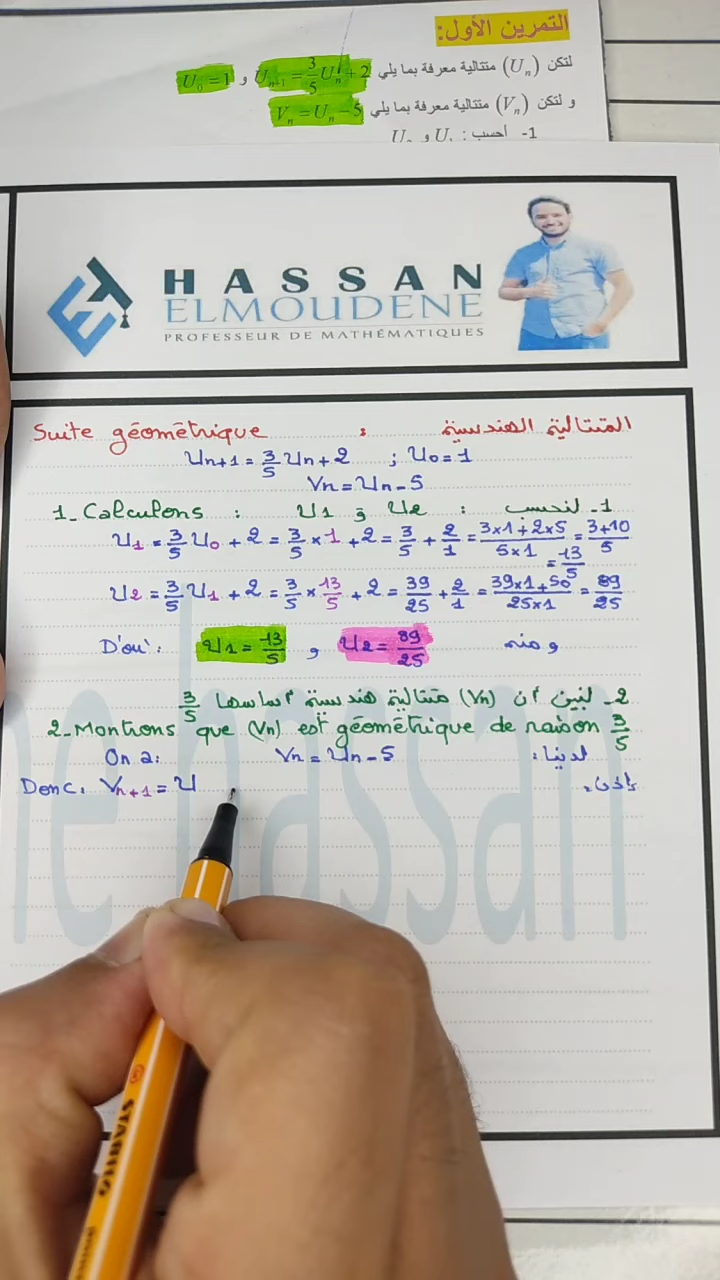 التمرين الأول:
لتكن (Uₙ) متتالية معرفة بما يلي Uₙ₊₁ = 3/5 Uₙ + 2 و U₀ = 1
و لتكن (Vₙ) متتالية معرفة بما يلي Vₙ = Uₙ − 5
1- أحسب : U₁ و U₂
HASSAN
ELMOUDENE
PROFESSEUR DE MATHÉMATIQUES
Suite géométrique : المتتالية الهندسية
Un+1 = 3/5 Un + 2 ; U0 = 1
Vn = Un - 5
1_Calculons : U1 و U2 : 1- لنحسب
U1 = 3/5 U0 + 2 = 3/5 × 1 + 2 = 3/5 + 2/1 = (3×1+2×5)/(5×1) = (3+10)/5
= 13/5
U2 = 3/5 U1 + 2 = 3/5 × 13/5 + 2 = 39/25 + 2/1 = (39×1+50)/(25×1) = 89/25
D'où: U1 = 13/5 و U2 = 89/25 ومنه
2- لنبين أن (Vn) متتالية هندسية أساسها 3/5
2-Montrons que (Vn) est géométrique de raison 3/5
On a: Vn = Un - 5 لدينا:
Donc: Vn+1 = U إذن:
ne hassan
STABILO